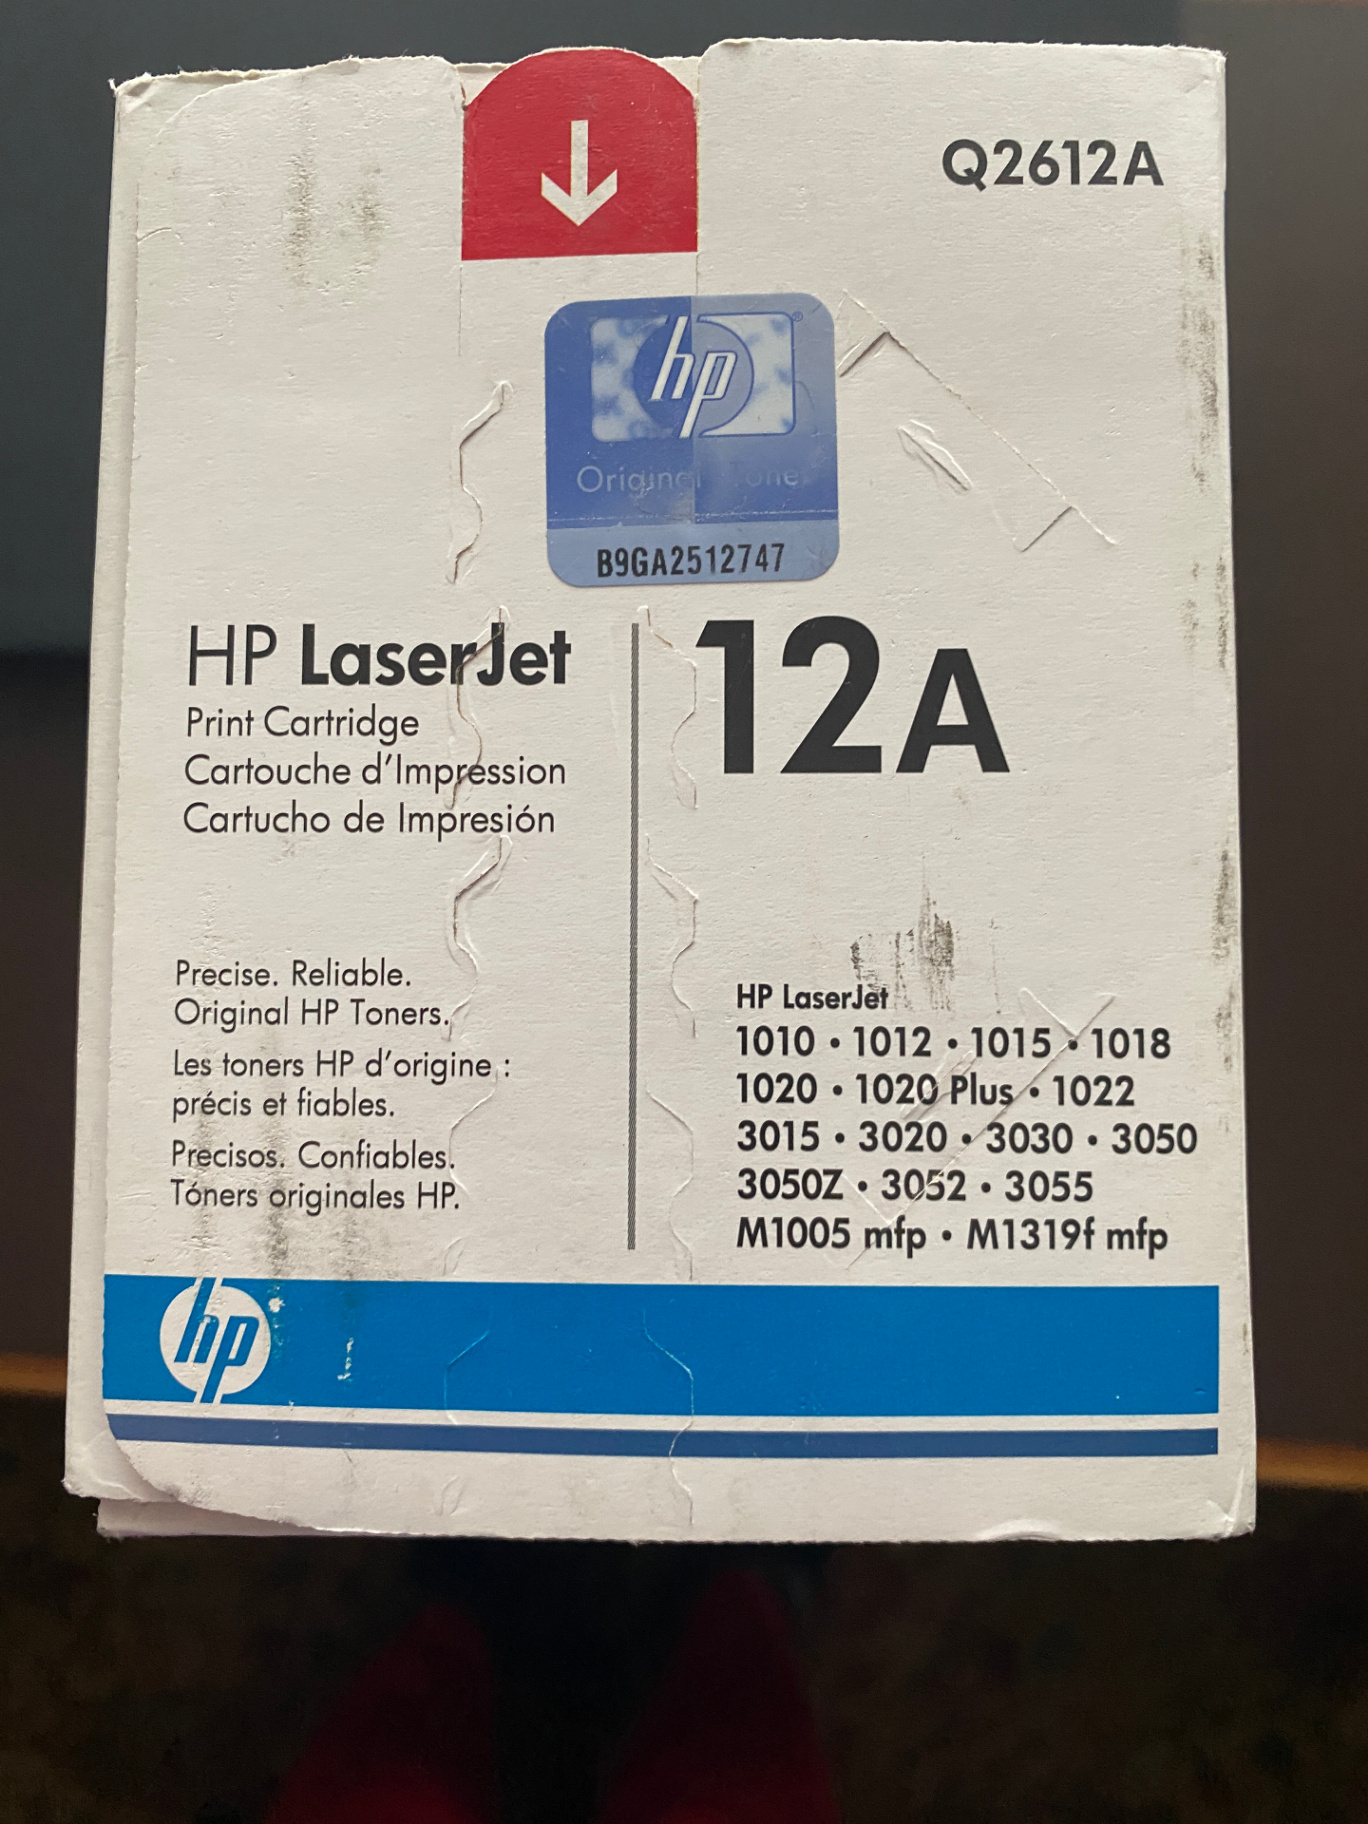 Q2612A
hp®
Original Toner
B9GA2512747
HP LaserJet
Print Cartridge
Cartouche d'Impression
Cartucho de Impresión
12A
Precise. Reliable.
Original HP Toners.
Les toners HP d'origine :
précis et fiables.
Precisos. Confiables.
Tóners originales HP.
HP LaserJet
1010 • 1012 • 1015 • 1018
1020 • 1020 Plus • 1022
3015 • 3020 • 3030 • 3050
3050Z • 3052 • 3055
M1005 mfp • M1319f mfp
hp